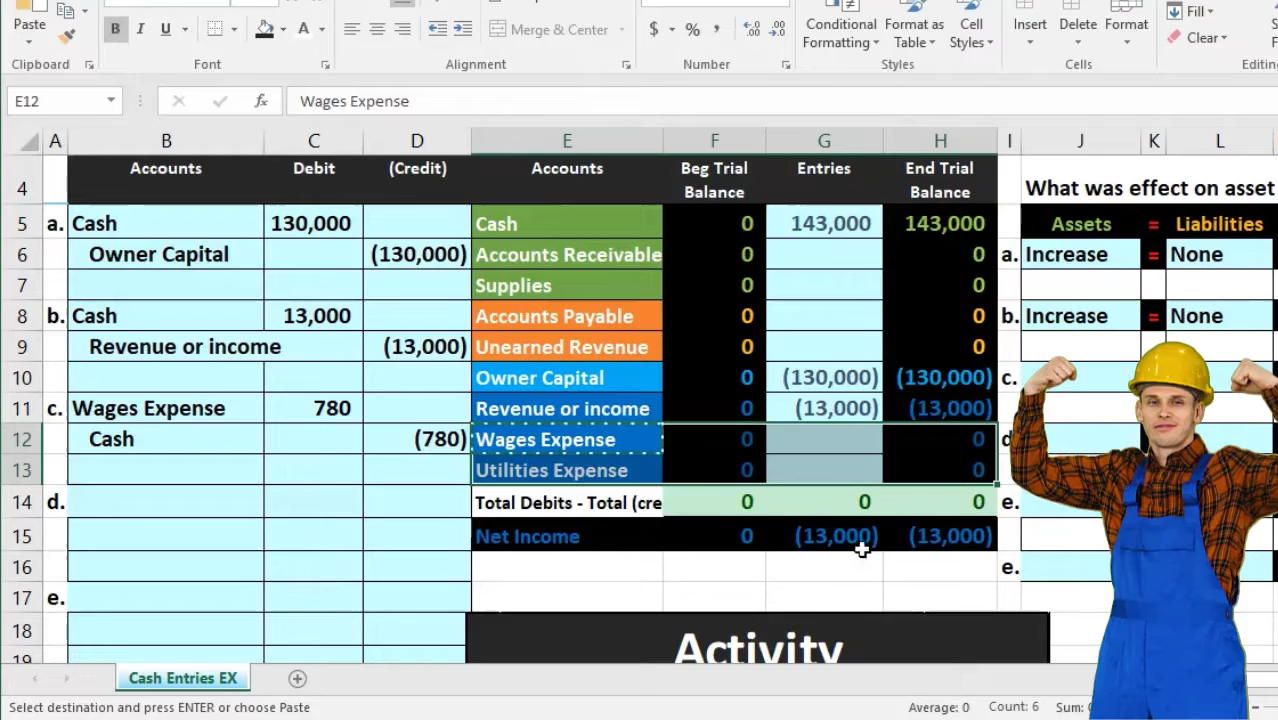 Paste
B I U A
Merge & Center
$ % ,
Conditional Formatting
Format as Table
Cell Styles
Insert
Delete
Format
Fill
Clear
Clipboard
Font
Alignment
Number
Styles
Cells
E12
fx
Wages Expense
A B C D E F G H I J K L
4 Accounts Debit (Credit) Accounts Beg Trial Balance Entries End Trial Balance What was effect on asset
5 a. Cash 130,000 Cash 0 143,000 143,000 Assets = Liabilities
6 Owner Capital (130,000) Accounts Receivable 0 0 a. Increase = None
7 Supplies 0 0
8 b. Cash 13,000 Accounts Payable 0 0 b. Increase = None
9 Revenue or income (13,000) Unearned Revenue 0 0
10 Owner Capital 0 (130,000) (130,000) c.
11 c. Wages Expense 780 Revenue or income 0 (13,000) (13,000)
12 Cash (780) Wages Expense 0 0 d
13 Utilities Expense 0 0
14 d. Total Debits - Total (cre 0 0 0 e.
15 Net Income 0 (13,000) (13,000)
16 e.
17 e.
18 Activity
19
Cash Entries EX
Select destination and press ENTER or choose Paste
Average: 0 Count: 6 Sum: